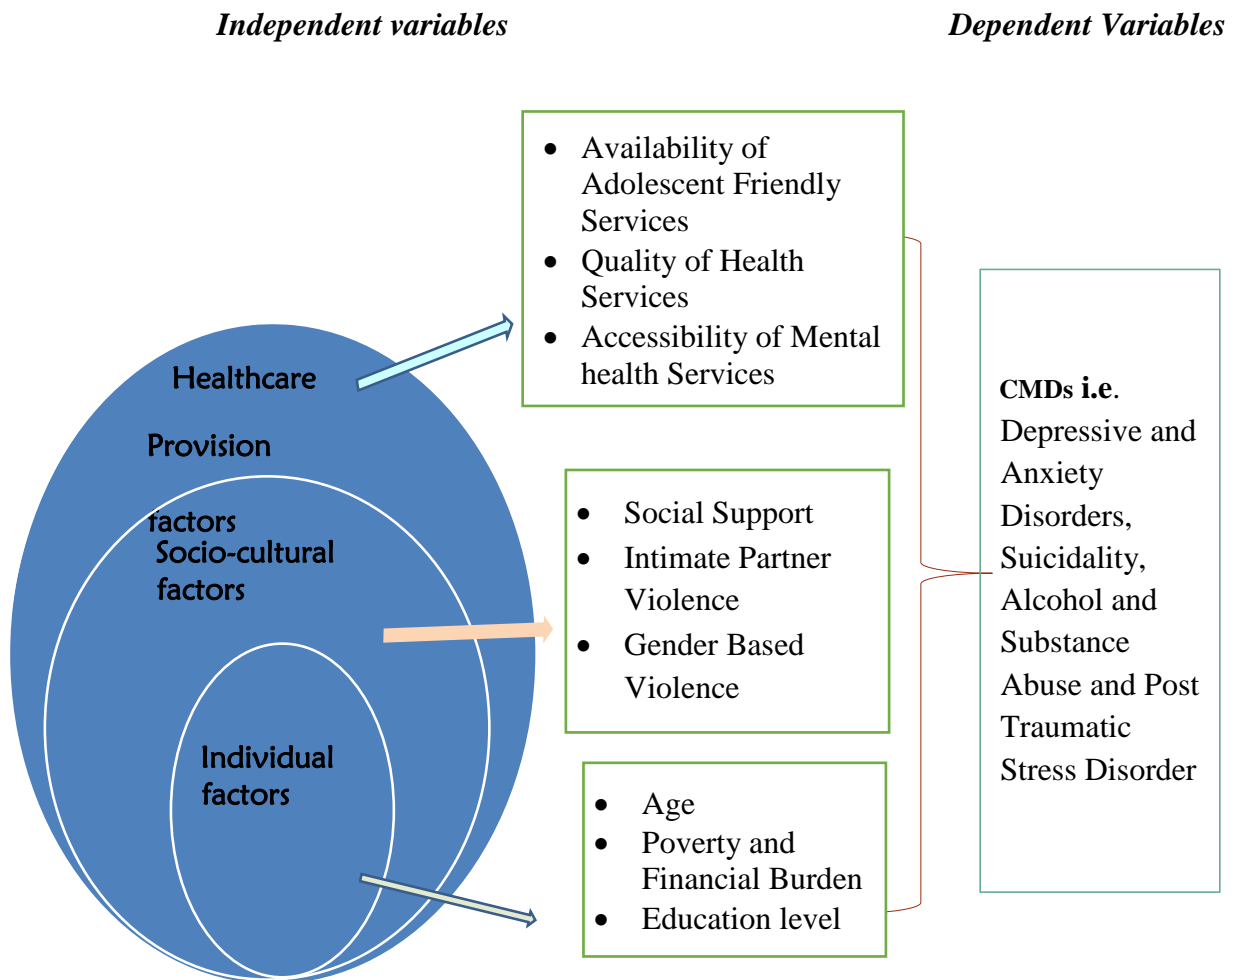 Independent variables
Dependent Variables
• Availability of
Adolescent Friendly
Services
• Quality of Health
Services
• Accessibility of Mental
health Services
Healthcare
Provision
factors
Socio-cultural
factors
Individual
factors
• Social Support
• Intimate Partner
Violence
• Gender Based
Violence
• Age
• Poverty and
Financial Burden
• Education level
CMDs i.e.
Depressive and
Anxiety
Disorders,
Suicidality,
Alcohol and
Substance
Abuse and Post
Traumatic
Stress Disorder